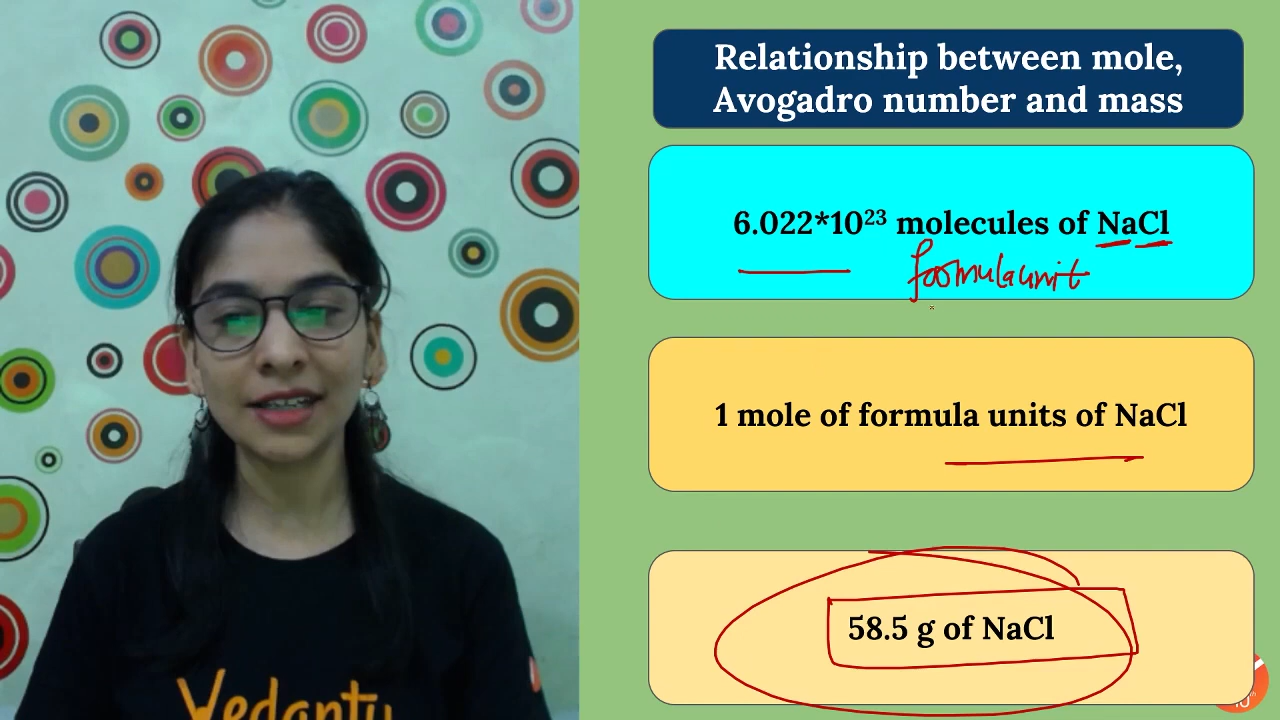 Relationship between mole,
Avogadro number and mass
6.022*10²³ molecules of NaCl
formula unit
1 mole of formula units of NaCl
58.5 g of NaCl
Vedantu
10th